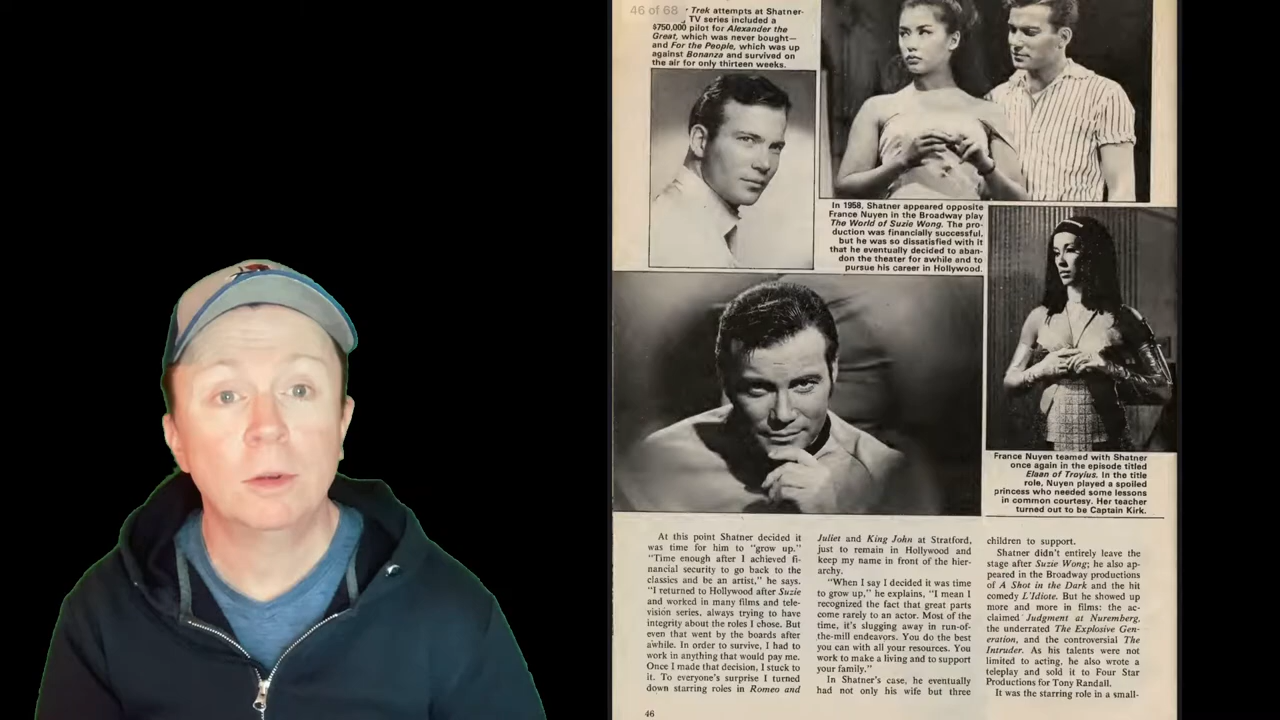 46 of 68
Trek attempts at Shatner-
TV series included a
$750,000 pilot for Alexander the
Great, which was never bought—
and For the People, which was up
against Bonanza and survived on
the air for only thirteen weeks.
In 1958, Shatner appeared opposite
France Nuyen in the Broadway play
The World of Suzie Wong. The pro-
duction was financially successful,
but he was so dissatisfied with it
that he eventually decided to aban-
don the theater for awhile and to
pursue his career in Hollywood.
France Nuyen teamed with Shatner
once again in the episode titled
Elaan of Troyius. In the title
role, Nuyen played a spoiled
princess who needed some lessons
in common courtesy. Her teacher
turned out to be Captain Kirk.
At this point Shatner decided it
was time for him to "grow up."
"Time enough after I achieved fi-
nancial security to go back to the
classics and be an artist," he says.
"I returned to Hollywood after Suzie
and worked in many films and tele-
vision series, always trying to have
integrity about the roles I chose. But
even that went by the boards after
awhile. In order to survive, I had to
work in anything that would pay me.
Once I made that decision, I stuck to
it. To everyone's surprise I turned
down starring roles in Romeo and
Juliet and King John at Stratford,
just to remain in Hollywood and
keep my name in front of the hier-
archy.
"When I say I decided it was time
to grow up," he explains, "I mean I
recognized the fact that great parts
come rarely to an actor. Most of the
time, it's slugging away in run-of-
the-mill endeavors. You do the best
you can with all your resources. You
work to make a living and to support
your family."
In Shatner's case, he eventually
had not only his wife but three
children to support.
Shatner didn't entirely leave the
stage after Suzie Wong; he also ap-
peared in the Broadway productions
of A Shot in the Dark and the hit
comedy L'Idiote. But he showed up
more and more in films: the ac-
claimed Judgment at Nuremberg,
the underrated The Explosive Gen-
eration, and the controversial The
Intruder. As his talents were not
limited to acting, he also wrote a
teleplay and sold it to Four Star
Productions for Tony Randall.
It was the starring role in a small-
46